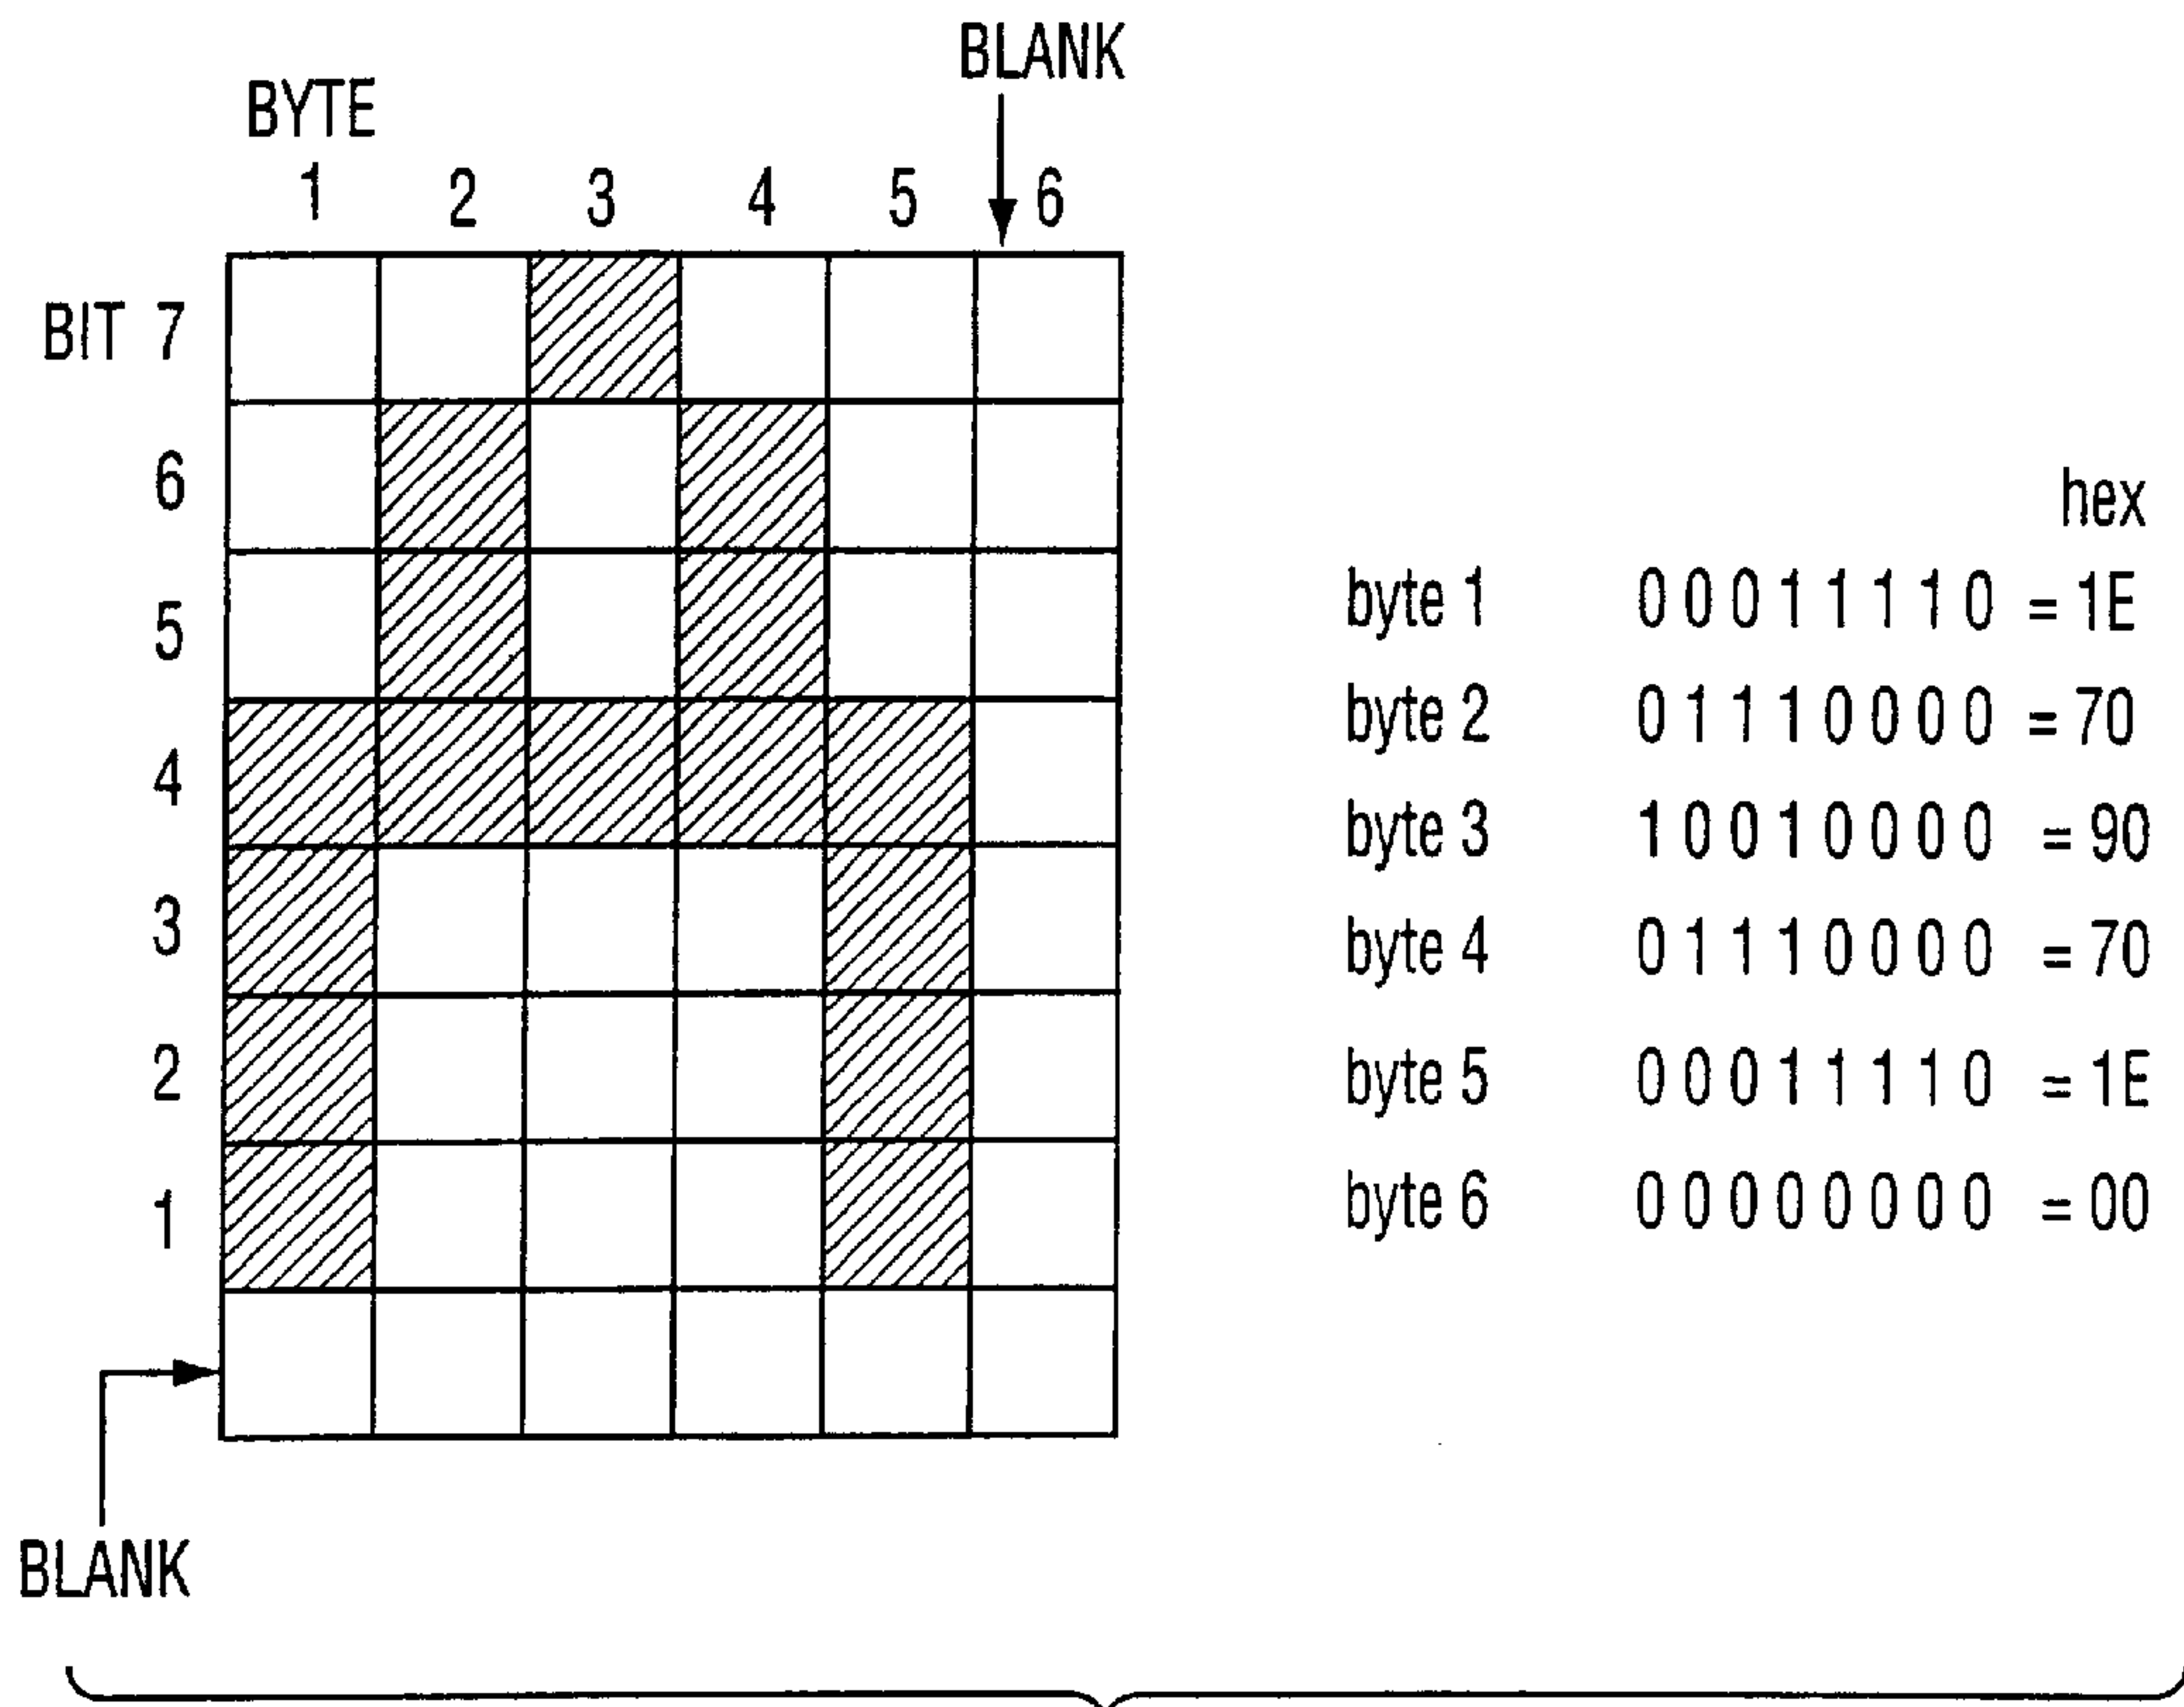 BLANK
BYTE
1 2 3 4 5 6
BIT 7
6
5
4
3
2
1
BLANK
hex
byte 1 0 0 0 1 1 1 1 0 = 1E
byte 2 0 1 1 1 0 0 0 0 = 70
byte 3 1 0 0 1 0 0 0 0 = 90
byte 4 0 1 1 1 0 0 0 0 = 70
byte 5 0 0 0 1 1 1 1 0 = 1E
byte 6 0 0 0 0 0 0 0 0 = 00